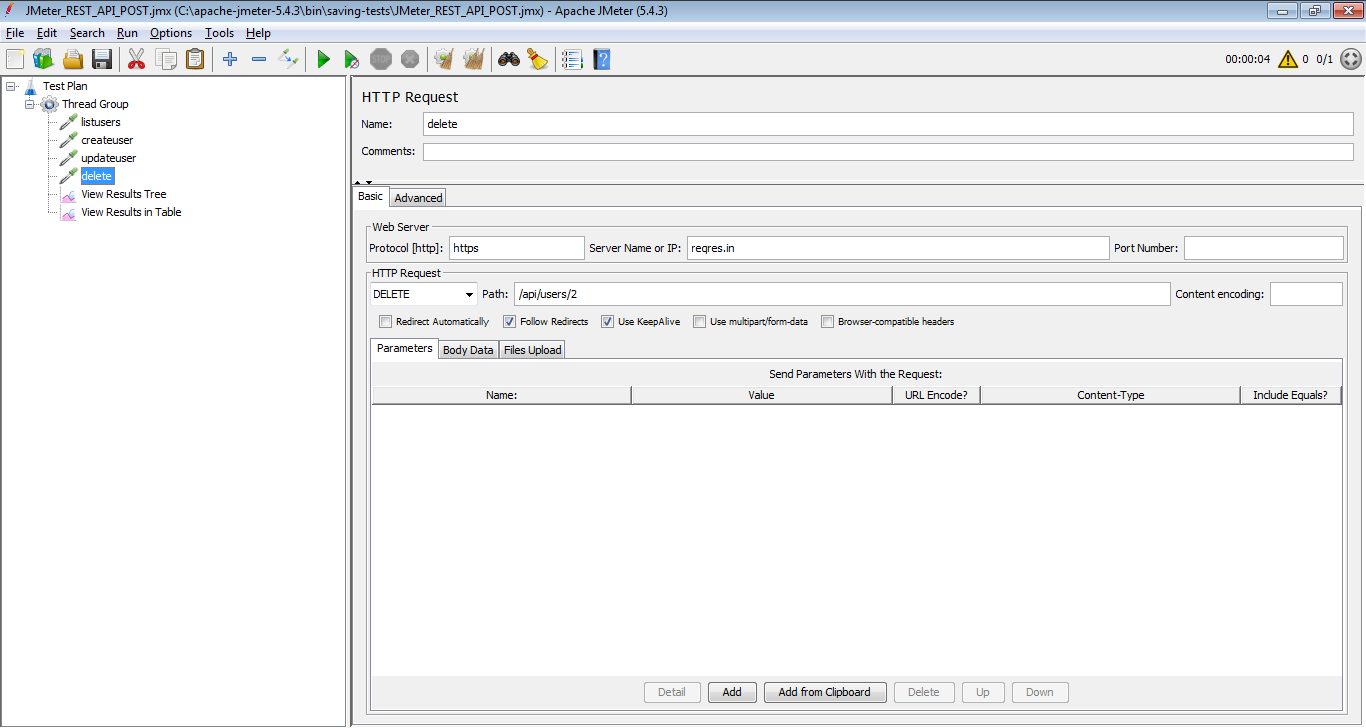 JMeter_REST_API_POST.jmx (C:\apache-jmeter-5.4.3\bin\saving-tests\JMeter_REST_API_POST.jmx) - Apache JMeter (5.4.3)
File Edit Search Run Options Tools Help
STOP ? 00:00:04 0 0/1
Test Plan
Thread Group
listusers
createuser
updateuser
delete
View Results Tree
View Results in Table
HTTP Request
Name: delete
Comments:
Basic Advanced
Web Server
Protocol [http]: https Server Name or IP: reqres.in Port Number:
HTTP Request
DELETE Path: /api/users/2 Content encoding:
Redirect Automatically Follow Redirects Use KeepAlive Use multipart/form-data Browser-compatible headers
Parameters Body Data Files Upload
Send Parameters With the Request:
Name: Value URL Encode? Content-Type Include Equals?
Detail Add Add from Clipboard Delete Up Down